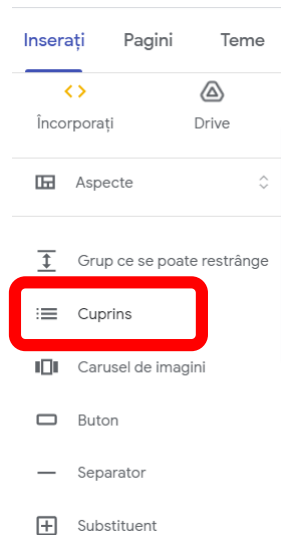 Inserați Pagini Teme
Încorporați Drive
Aspecte
Grup ce se poate restrânge
Cuprins
Carusel de imagini
Buton
Separator
Substituent